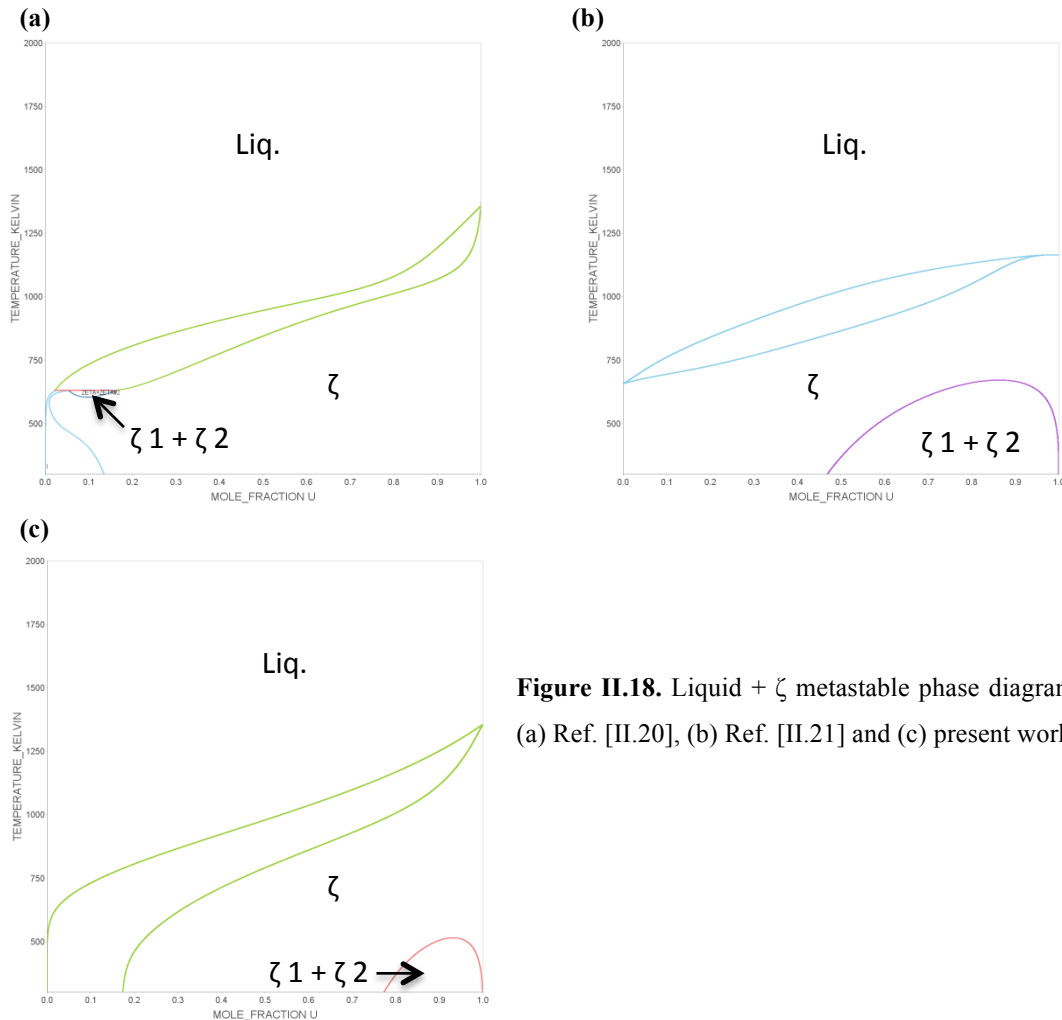 (a)
2000
1750
1500
1250
1000
750
500
TEMPERATURE_KELVIN
Liq.
ζ
ζ 1 + ζ 2
0.0 0.1 0.2 0.3 0.4 0.5 0.6 0.7 0.8 0.9 1.0
MOLE_FRACTION U
(b)
2000
1750
1500
1250
1000
750
500
TEMPERATURE_KELVIN
Liq.
ζ
ζ 1 + ζ 2
0.0 0.1 0.2 0.3 0.4 0.5 0.6 0.7 0.8 0.9 1.0
MOLE_FRACTION U
(c)
2000
1750
1500
1250
1000
750
500
TEMPERATURE_KELVIN
Liq.
ζ
ζ 1 + ζ 2
0.0 0.1 0.2 0.3 0.4 0.5 0.6 0.7 0.8 0.9 1.0
MOLE_FRACTION U
Figure II.18. Liquid + ζ metastable phase diagram
(a) Ref. [II.20], (b) Ref. [II.21] and (c) present work